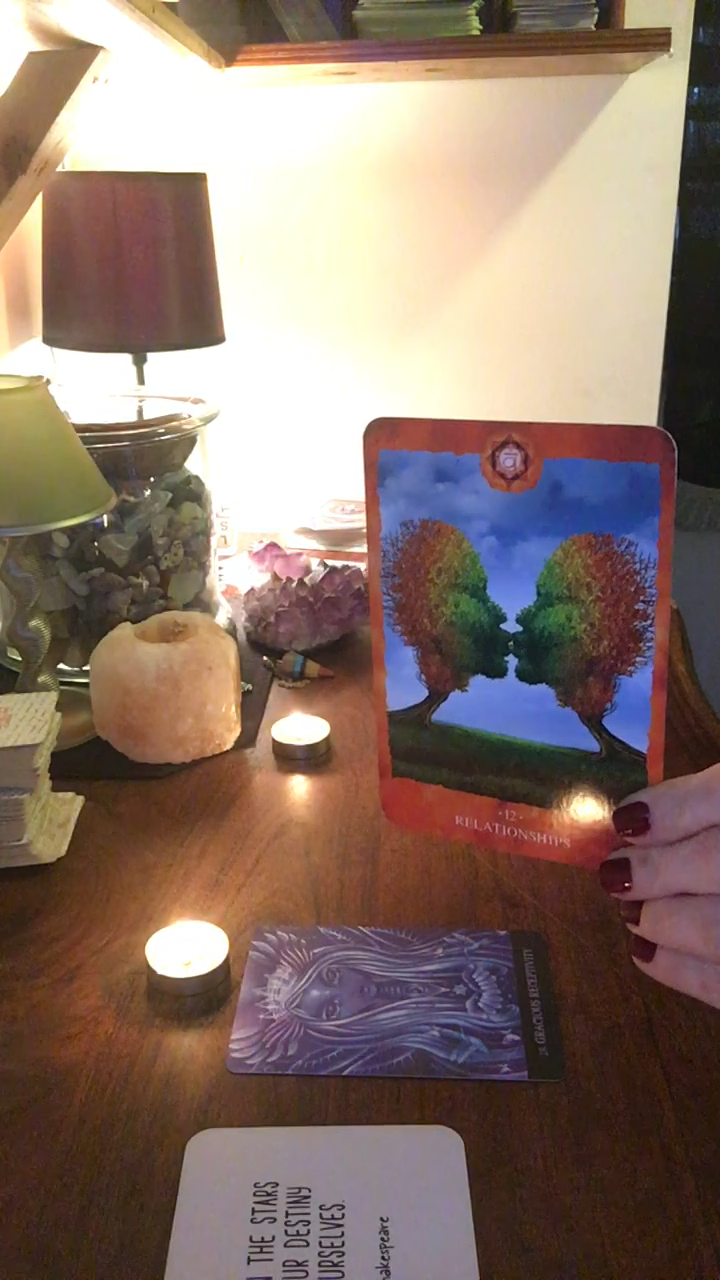 ·12·
RELATIONSHIPS
GRACIOUS RECEPTIVITY
N THE STARS
UR DESTINY
URSELVES.
akespeare